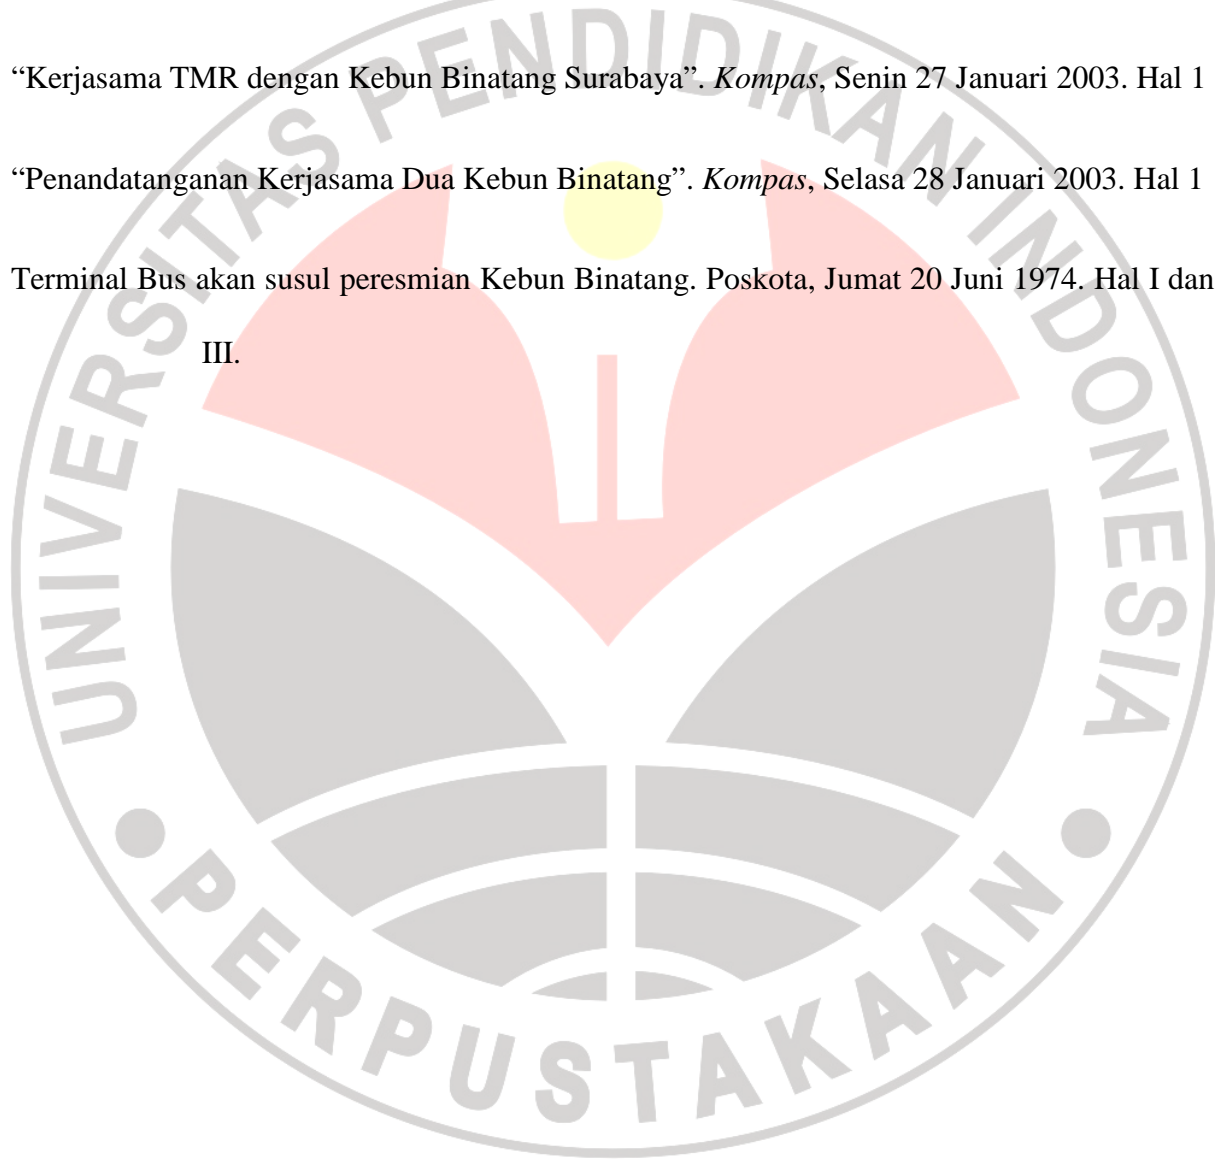 “Kerjasama TMR dengan Kebun Binatang Surabaya”. Kompas, Senin 27 Januari 2003. Hal 1
“Penandatanganan Kerjasama Dua Kebun Binatang”. Kompas, Selasa 28 Januari 2003. Hal 1
Terminal Bus akan susul peresmian Kebun Binatang. Poskota, Jumat 20 Juni 1974. Hal I dan
III.
UNIVERSITAS PENDIDIKAN INDONESIA
PERPUSTAKAAN